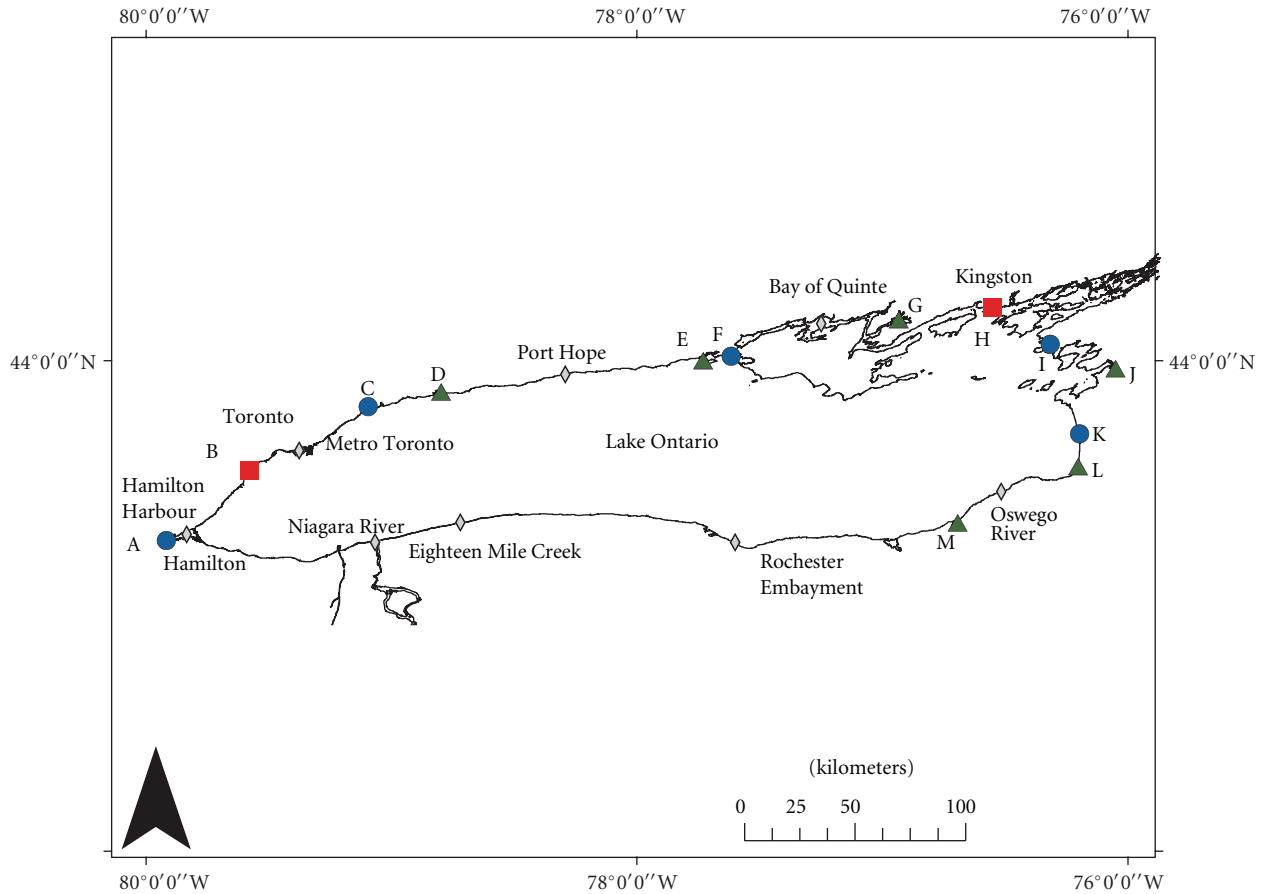 80°0′0′′W 78°0′0′′W 76°0′0′′W
Kingston
Bay of Quinte
G
F
E
H
44°0′0′′N
44°0′0′′N
Port Hope
I
J
D
C
Toronto
Metro Toronto
Lake Ontario
K
B
L
Hamilton
Harbour
Niagara River
Oswego
River
A
M
Eighteen Mile Creek
Hamilton
Rochester
Embayment
(kilometers)
0 25 50 100
80°0′0′′W 78°0′0′′W 76°0′0′′W